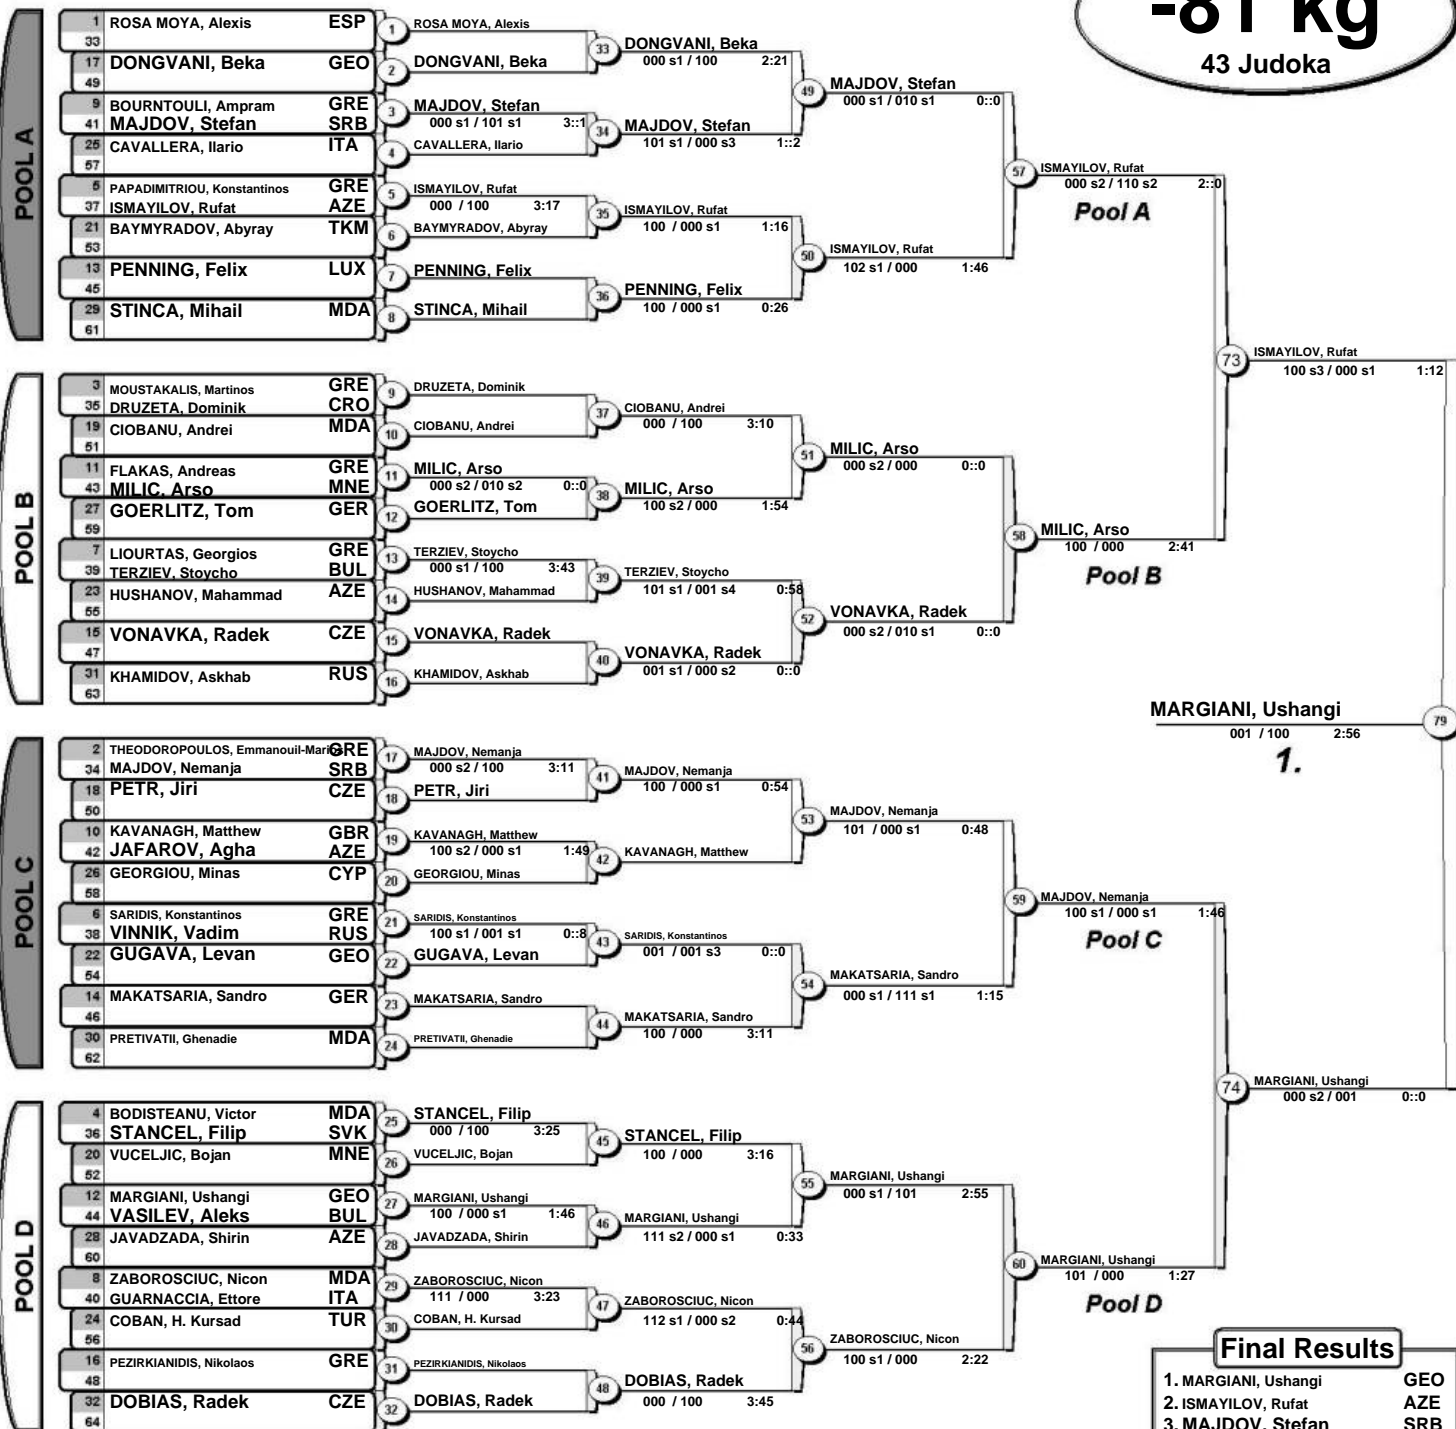 -81 kg
43 Judoka
POOL A
1 ROSA MOYA, Alexis ESP
33
17 DONGVANI, Beka GEO
49
9 BOURNTOULI, Ampram GRE
41 MAJDOV, Stefan SRB
25 CAVALLERA, Ilario ITA
57
5 PAPADIMITRIOU, Konstantinos GRE
37 ISMAYILOV, Rufat AZE
21 BAYMYRADOV, Abyray TKM
53
13 PENNING, Felix LUX
45
29 STINCA, Mihail MDA
61
1 ROSA MOYA, Alexis
2 DONGVANI, Beka
3 MAJDOV, Stefan
000 s1 / 101 s1 3::1
4 CAVALLERA, Ilario
5 ISMAYILOV, Rufat
000 / 100 3:17
6 BAYMYRADOV, Abyray
7 PENNING, Felix
8 STINCA, Mihail
33 DONGVANI, Beka
000 s1 / 100 2:21
34 MAJDOV, Stefan
101 s1 / 000 s3 1::2
35 ISMAYILOV, Rufat
100 / 000 s1 1:16
36 PENNING, Felix
100 / 000 s1 0:26
49 MAJDOV, Stefan
000 s1 / 010 s1 0::0
50 ISMAYILOV, Rufat
102 s1 / 000 1:46
57 ISMAYILOV, Rufat
000 s2 / 110 s2 2::0
Pool A
POOL B
3 MOUSTAKALIS, Martinos GRE
35 DRUZETA, Dominik CRO
19 CIOBANU, Andrei MDA
51
11 FLAKAS, Andreas GRE
43 MILIC, Arso MNE
27 GOERLITZ, Tom GER
59
7 LIOURTAS, Georgios GRE
39 TERZIEV, Stoycho BUL
23 HUSHANOV, Mahammad AZE
55
15 VONAVKA, Radek CZE
47
31 KHAMIDOV, Askhab RUS
63
9 DRUZETA, Dominik
10 CIOBANU, Andrei
11 MILIC, Arso
000 s2 / 010 s2 0::0
12 GOERLITZ, Tom
13 TERZIEV, Stoycho
000 s1 / 100 3:43
14 HUSHANOV, Mahammad
15 VONAVKA, Radek
16 KHAMIDOV, Askhab
37 CIOBANU, Andrei
000 / 100 3:10
38 MILIC, Arso
100 s2 / 000 1:54
39 TERZIEV, Stoycho
101 s1 / 001 s4 0:58
40 VONAVKA, Radek
001 s1 / 000 s2 0::0
51 MILIC, Arso
000 s2 / 000 0::0
52 VONAVKA, Radek
000 s2 / 010 s1 0::0
58 MILIC, Arso
100 / 000 2:41
Pool B
73 ISMAYILOV, Rufat
100 s3 / 000 s1 1:12
MARGIANI, Ushangi 79
001 / 100 2:56
1.
POOL C
2 THEODOROPOULOS, Emmanouil-Marios GRE
34 MAJDOV, Nemanja SRB
18 PETR, Jiri CZE
50
10 KAVANAGH, Matthew GBR
42 JAFAROV, Agha AZE
26 GEORGIOU, Minas CYP
58
6 SARIDIS, Konstantinos GRE
38 VINNIK, Vadim RUS
22 GUGAVA, Levan GEO
54
14 MAKATSARIA, Sandro GER
46
30 PRETIVATII, Ghenadie MDA
62
17 MAJDOV, Nemanja
000 s2 / 100 3:11
18 PETR, Jiri
19 KAVANAGH, Matthew
100 s2 / 000 s1 1:49
20 GEORGIOU, Minas
21 SARIDIS, Konstantinos
100 s1 / 001 s1 0::8
22 GUGAVA, Levan
23 MAKATSARIA, Sandro
24 PRETIVATII, Ghenadie
41 MAJDOV, Nemanja
100 / 000 s1 0:54
42 KAVANAGH, Matthew
43 SARIDIS, Konstantinos
001 / 001 s3 0::0
44 MAKATSARIA, Sandro
100 / 000 3:11
53 MAJDOV, Nemanja
101 / 000 s1 0:48
54 MAKATSARIA, Sandro
000 s1 / 111 s1 1:15
59 MAJDOV, Nemanja
100 s1 / 000 s1 1:46
Pool C
74 MARGIANI, Ushangi
000 s2 / 001 0::0
POOL D
4 BODISTEANU, Victor MDA
36 STANCEL, Filip SVK
20 VUCELJIC, Bojan MNE
52
12 MARGIANI, Ushangi GEO
44 VASILEV, Aleks BUL
28 JAVADZADA, Shirin AZE
60
8 ZABOROSCIUC, Nicon MDA
40 GUARNACCIA, Ettore ITA
24 COBAN, H. Kursad TUR
56
16 PEZIRKIANIDIS, Nikolaos GRE
48
32 DOBIAS, Radek CZE
64
25 STANCEL, Filip
000 / 100 3:25
26 VUCELJIC, Bojan
27 MARGIANI, Ushangi
100 / 000 s1 1:46
28 JAVADZADA, Shirin
29 ZABOROSCIUC, Nicon
111 / 000 3:23
30 COBAN, H. Kursad
31 PEZIRKIANIDIS, Nikolaos
32 DOBIAS, Radek
45 STANCEL, Filip
100 / 000 3:16
46 MARGIANI, Ushangi
111 s2 / 000 s1 0:33
47 ZABOROSCIUC, Nicon
112 s1 / 000 s2 0:44
48 DOBIAS, Radek
000 / 100 3:45
55 MARGIANI, Ushangi
000 s1 / 101 2:55
56 ZABOROSCIUC, Nicon
100 s1 / 000 2:22
60 MARGIANI, Ushangi
101 / 000 1:27
Pool D
Final Results
1. MARGIANI, Ushangi GEO
2. ISMAYILOV, Rufat AZE
3. MAJDOV, Stefan SRB